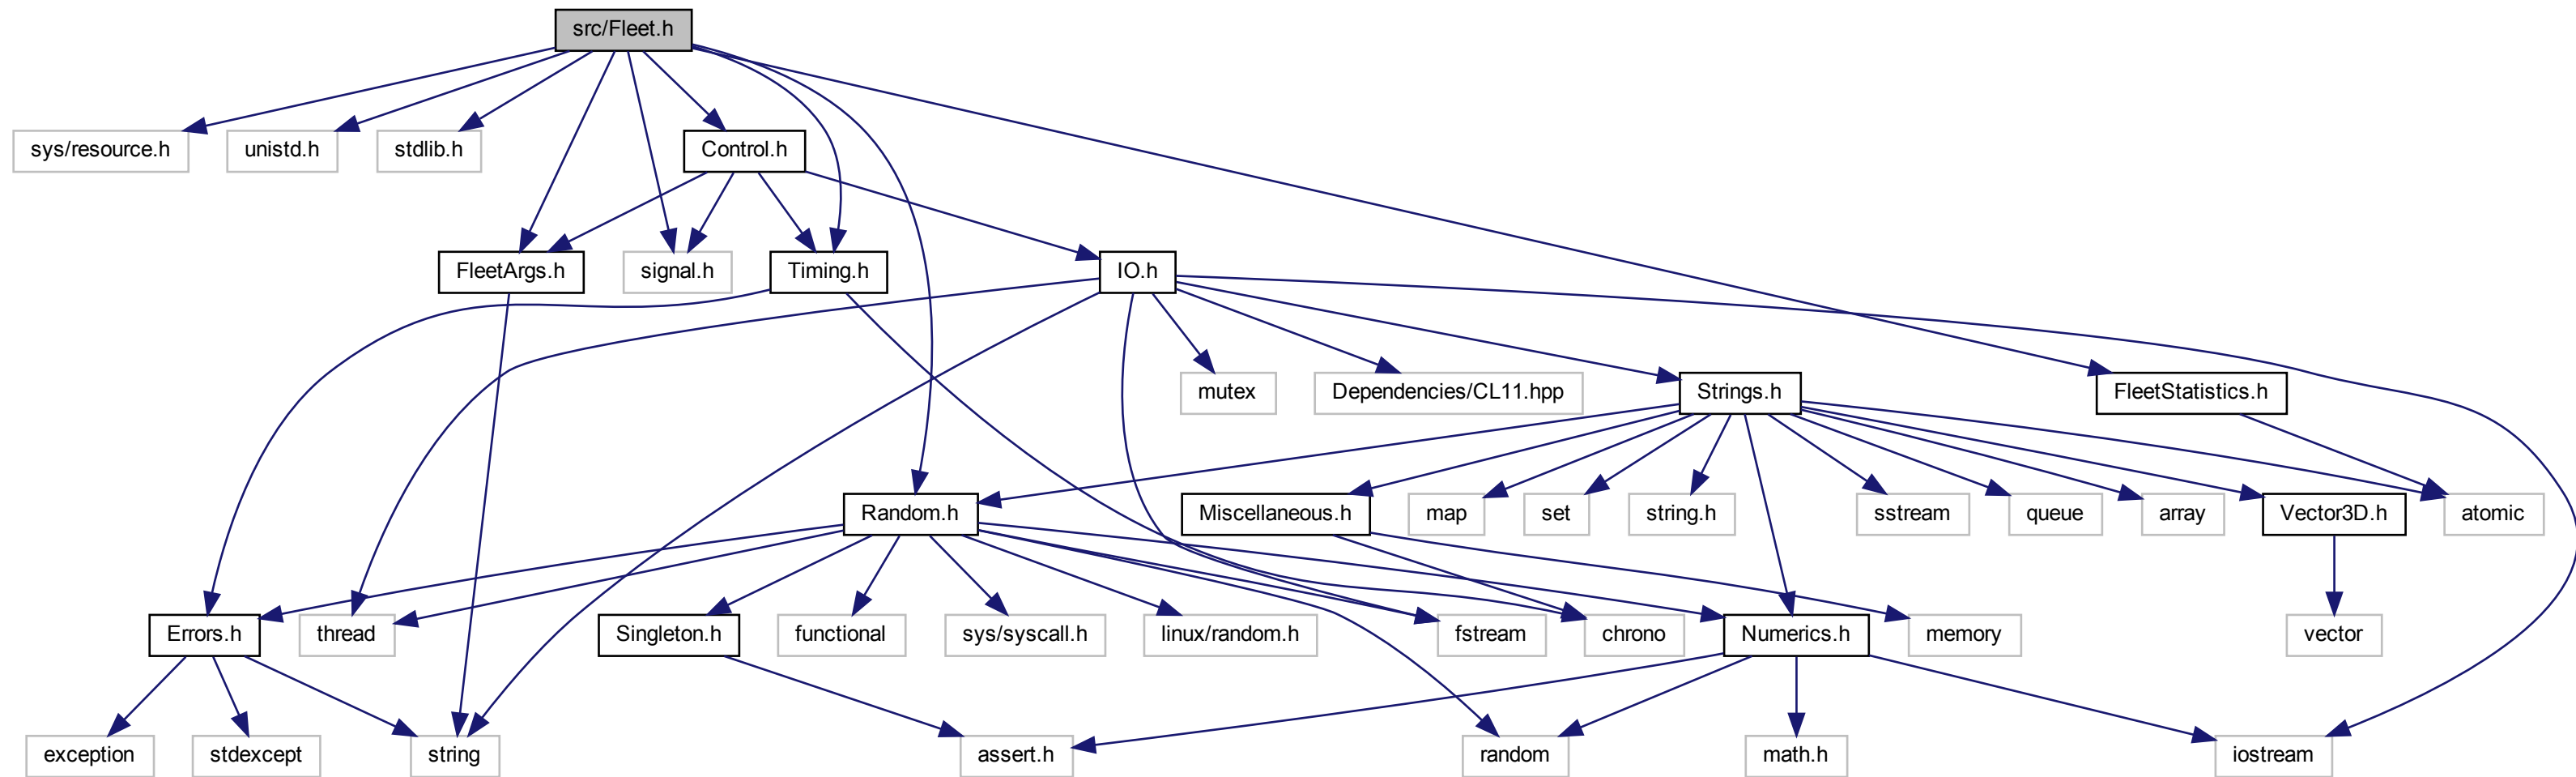 src/Fleet.h
sys/resource.h
unistd.h
stdlib.h
Control.h
FleetArgs.h
signal.h
Timing.h
IO.h
mutex
Dependencies/CL11.hpp
Strings.h
FleetStatistics.h
Random.h
Miscellaneous.h
map
set
string.h
sstream
queue
array
Vector3D.h
atomic
Errors.h
thread
Singleton.h
functional
sys/syscall.h
linux/random.h
fstream
chrono
Numerics.h
memory
vector
exception
stdexcept
string
assert.h
random
math.h
iostream